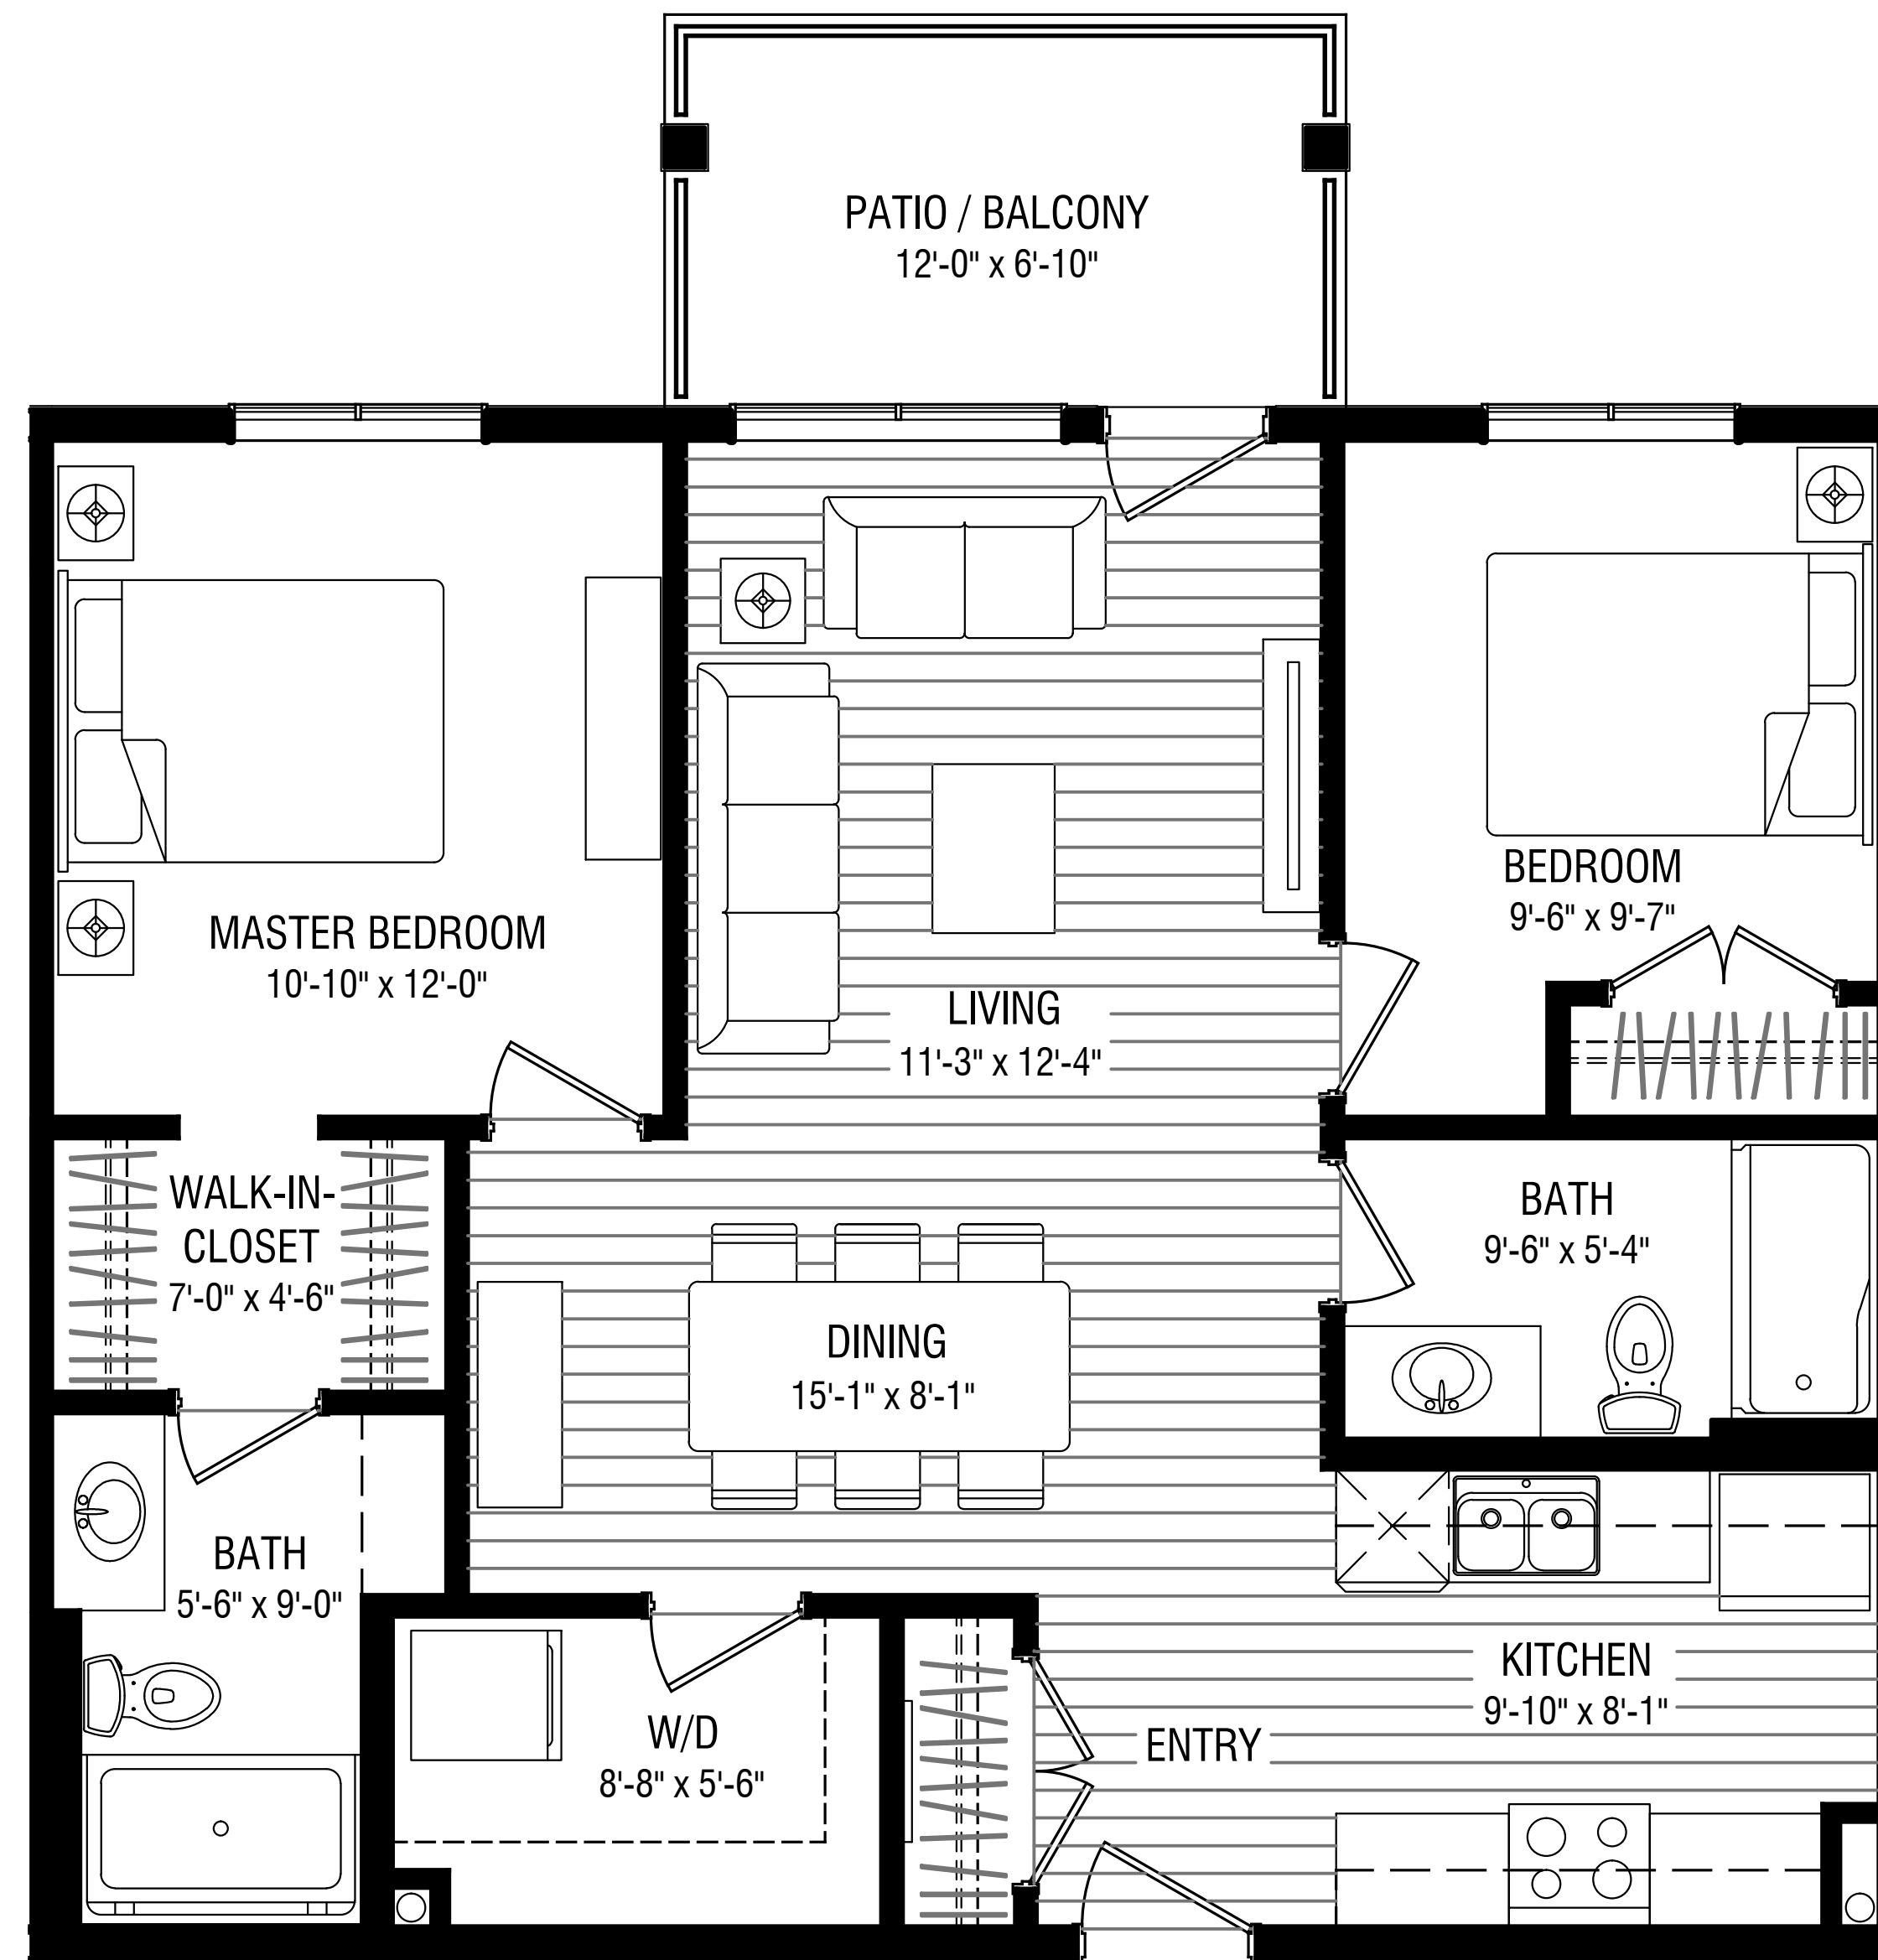 PATIO / BALCONY
12'-0" x 6'-10"
BEDROOM
9'-6" x 9'-7"
MASTER BEDROOM
10'-10" x 12'-0"
LIVING
11'-3" x 12'-4"
WALK-IN-
CLOSET
7'-0" x 4'-6"
BATH
9'-6" x 5'-4"
DINING
15'-1" x 8'-1"
BATH
5'-6" x 9'-0"
KITCHEN
9'-10" x 8'-1"
W/D
8'-8" x 5'-6"
ENTRY